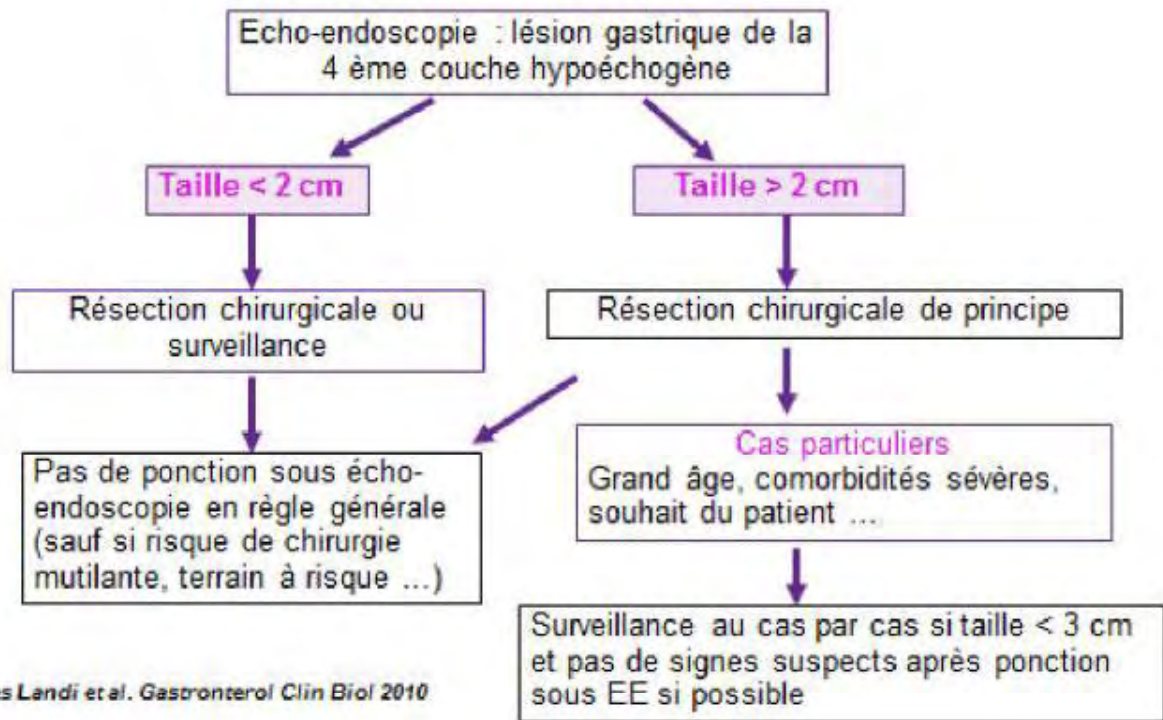 Echo-endoscopie : lésion gastrique de la
4 ème couche hypoéchogène
Taille < 2 cm
Taille > 2 cm
Résection chirurgicale ou
surveillance
Résection chirurgicale de principe
Pas de ponction sous écho-
endoscopie en règle générale
(sauf si risque de chirurgie
mutilante, terrain à risque ...)
Cas particuliers
Grand âge, comorbidités sévères,
souhait du patient ...
Surveillance au cas par cas si taille < 3 cm
et pas de signes suspects après ponction
sous EE si possible
Landi et al. Gastronterol Clin Biol 2010